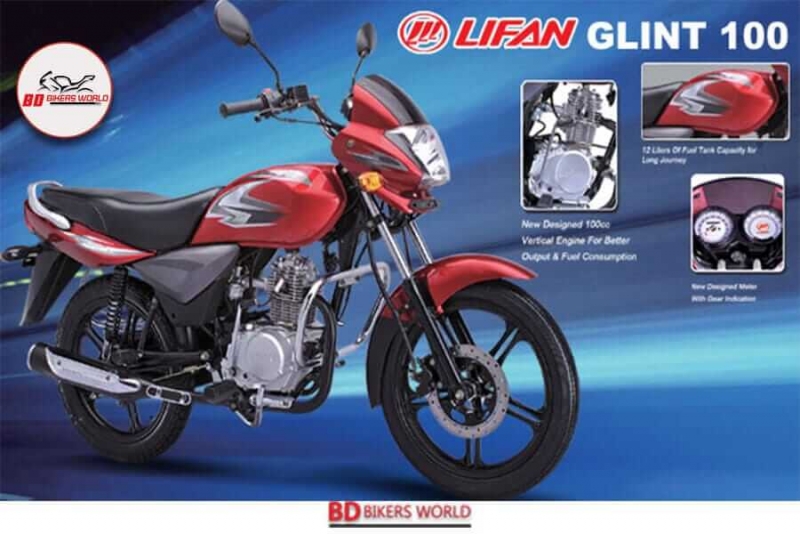 BD BIKERS WORLD
LIFAN GLINT 100
12 Liters Of Fuel Tank Capacity for
Long Journey
New Designed 100cc
Vertical Engine For Better
Output & Fuel Consumption
New Designed Meter
With Gear Indication
BD BIKERS WORLD